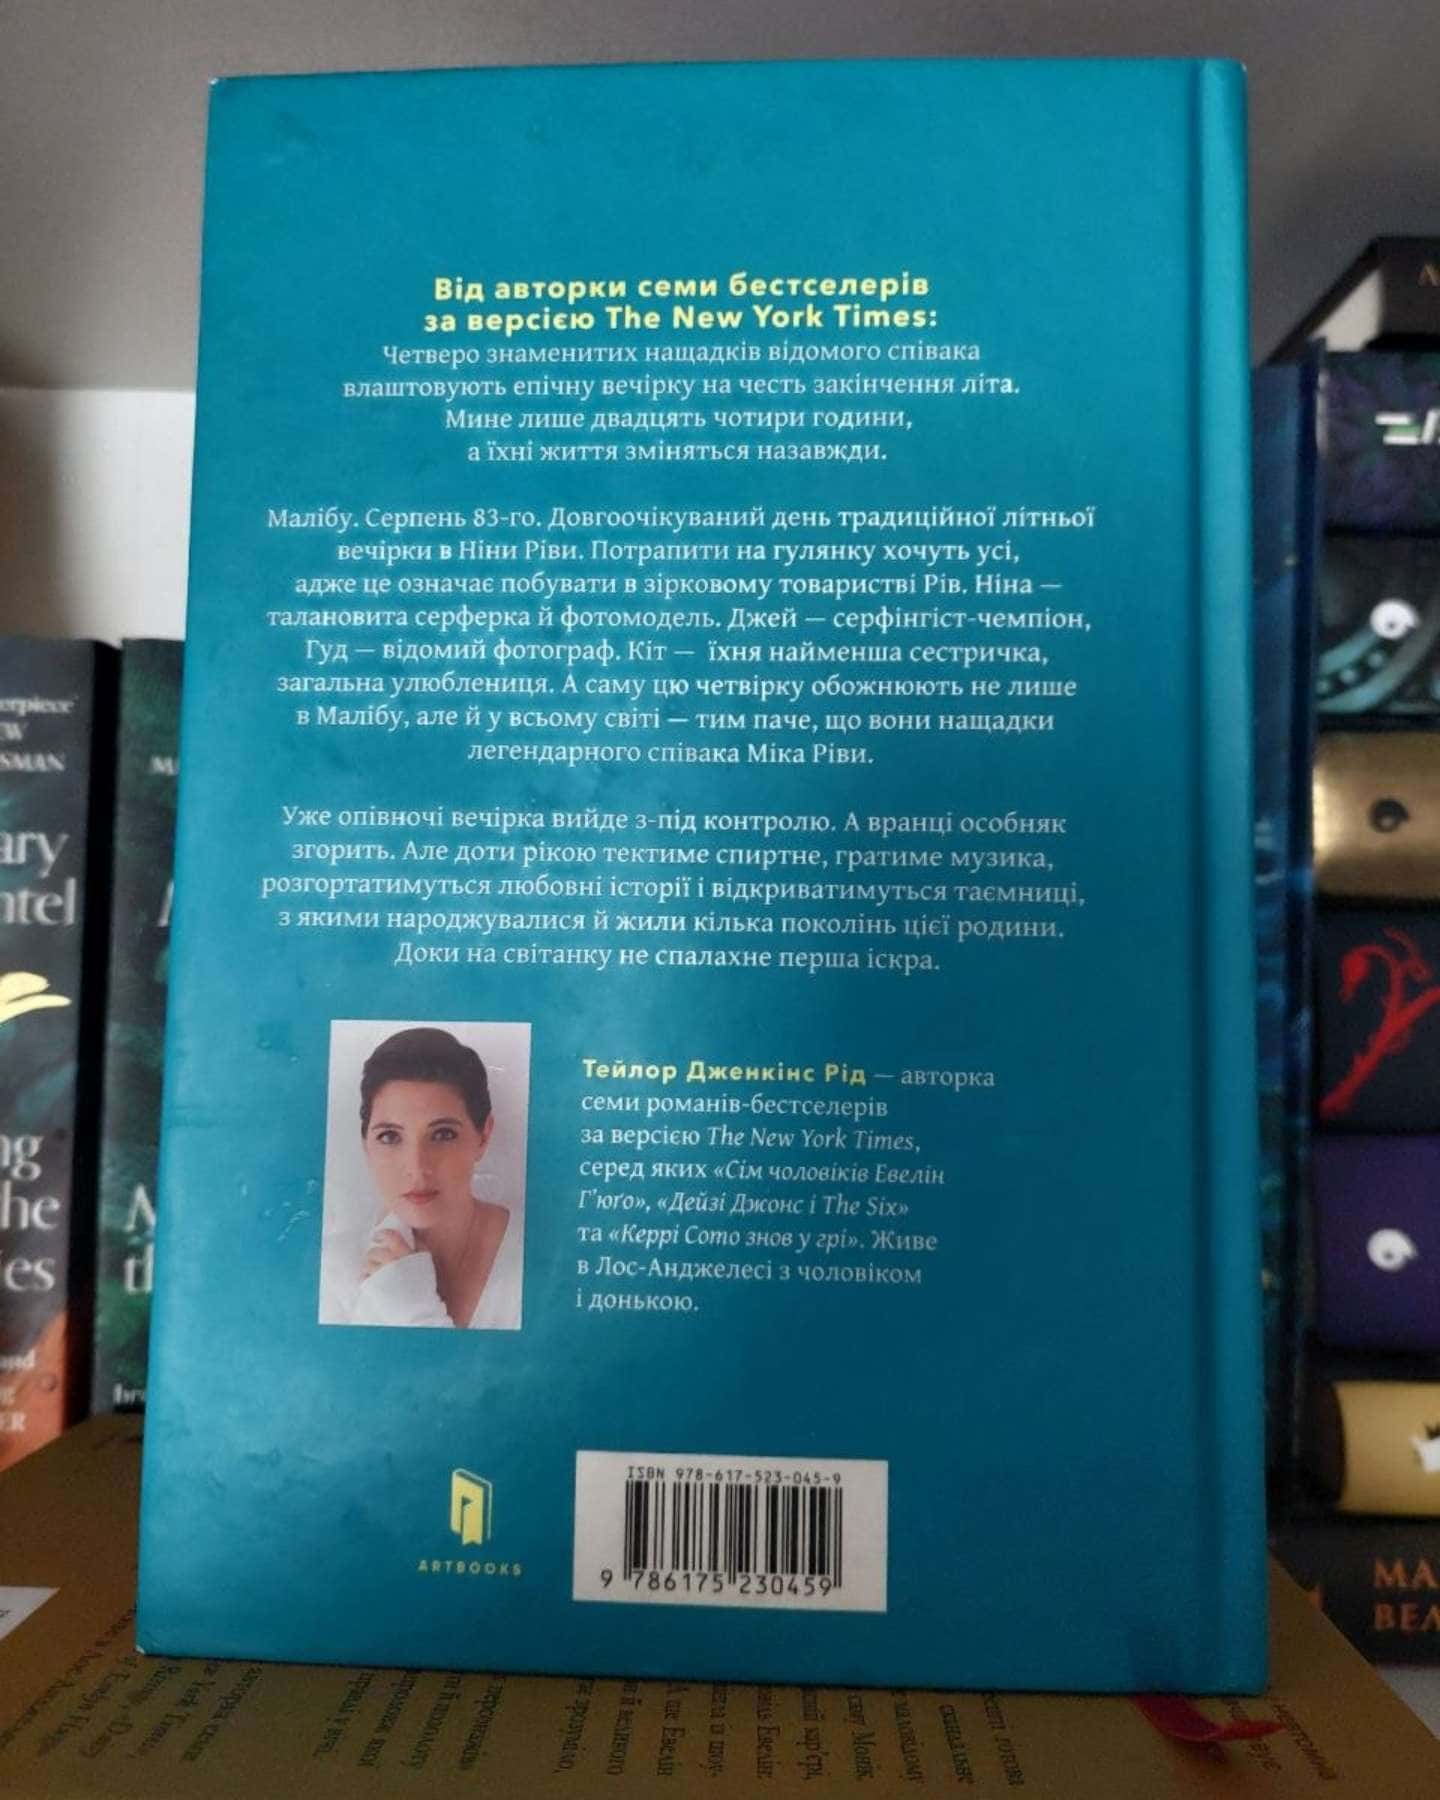 Від авторки семи бестселерів
за версією The New York Times:
Четверо знаменитих нащадків відомого співака
влаштовують епічну вечірку на честь закінчення літа.
Мине лише двадцять чотири години,
а їхні життя зміняться назавжди.
Малібу. Серпень 83-го. Довгоочікуваний день традиційної літньої
вечірки в Ніни Ріви. Потрапити на гулянку хочуть усі,
адже це означає побувати в зірковому товаристві Рів. Ніна —
талановита серферка й фотомодель. Джей — серфінгіст-чемпіон,
Гуд — відомий фотограф. Кіт — їхня найменша сестричка,
загальна улюблениця. А саму цю четвірку обожнюють не лише
в Малібу, але й у всьому світі — тим паче, що вони нащадки
легендарного співака Міка Ріви.
Уже опівночі вечірка вийде з-під контролю. А вранці особняк
згорить. Але доти рікою тектиме спиртне, гратиме музика,
розгортатимуться любовні історії і відкриватимуться таємниці,
з якими народжувалися й жили кілька поколінь цієї родини.
Доки на світанку не спалахне перша іскра.
Тейлор Дженкінс Рід — авторка
семи романів-бестселерів
за версією The New York Times,
серед яких «Сім чоловіків Евелін
Г’юґо», «Дейзі Джонс і The Six»
та «Керрі Сото знов у грі». Живе
в Лос-Анджелесі з чоловіком
і донькою.
ARTBOOKS
ISBN 978-617-523-045-9
9 786175 230459